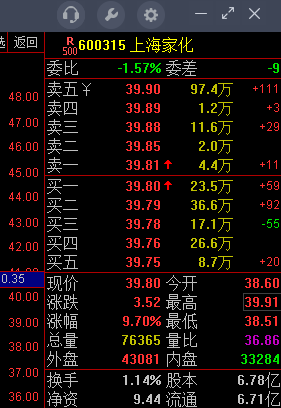 返回 R 500 600315 上海家化
委比 -1.57% 委差 -9
48.00 卖五￥ 39.90 97.4万 +111
卖四 39.89 1.2万 +3
47.00 卖三 39.88 11.6万 +29
46.00 卖二 39.85 2.0万
45.00 卖一 39.81↑ 4.4万 +11
44.00 买一 39.80↑ 23.5万 +59
43.00 买二 39.79 36.6万 +92
买三 39.78 17.1万 -55
42.00 买四 39.76 26.6万
41.00 买五 39.75 8.7万 +20
0.35 现价 39.80 今开 38.60
40.00 涨跌 3.52 最高 39.91
39.00 涨幅 9.70% 最低 38.51
38.00 总量 76365 量比 36.86
外盘 43081 内盘 33284
37.00 换手 1.14% 股本 6.78亿
36.00 净资 9.44 流通 6.71亿